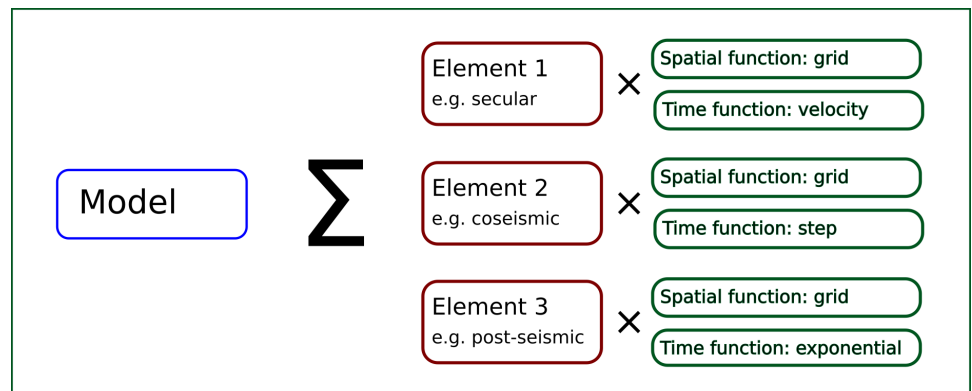 Model
∑
Element 1
e.g. secular
×
Spatial function: grid
Time function: velocity
Element 2
e.g. coseismic
×
Spatial function: grid
Time function: step
Element 3
e.g. post-seismic
×
Spatial function: grid
Time function: exponential